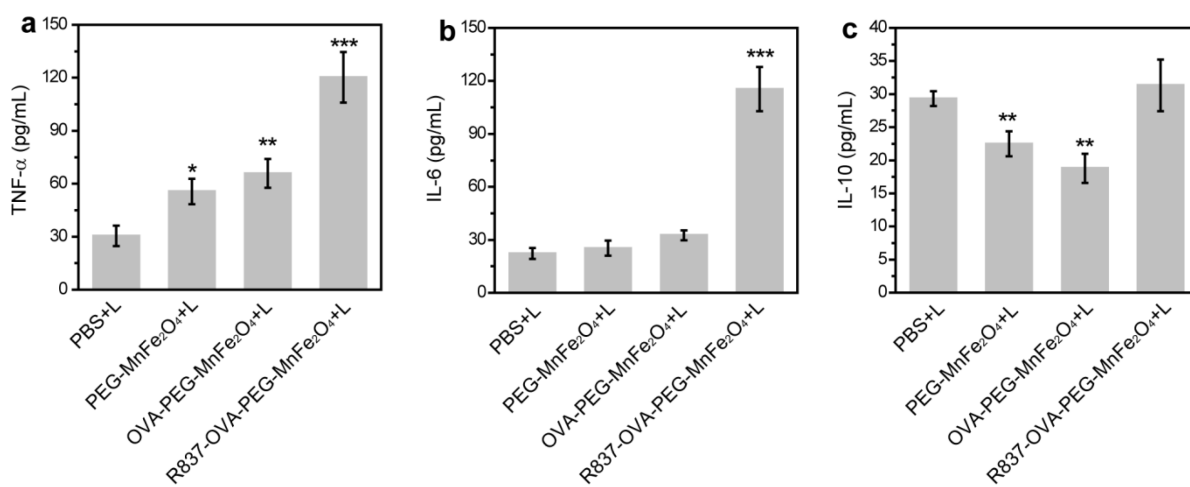 a
TNF-α (pg/mL)
150
120
90
60
30
0
*
**
***
PBS+L
PEG-MnFe₂O₄+L
OVA-PEG-MnFe₂O₄+L
R837-OVA-PEG-MnFe₂O₄+L
b
IL-6 (pg/mL)
150
120
90
60
30
0
***
PBS+L
PEG-MnFe₂O₄+L
OVA-PEG-MnFe₂O₄+L
R837-OVA-PEG-MnFe₂O₄+L
c
IL-10 (pg/mL)
40
35
30
25
20
15
10
5
0
**
**
PBS+L
PEG-MnFe₂O₄+L
OVA-PEG-MnFe₂O₄+L
R837-OVA-PEG-MnFe₂O₄+L